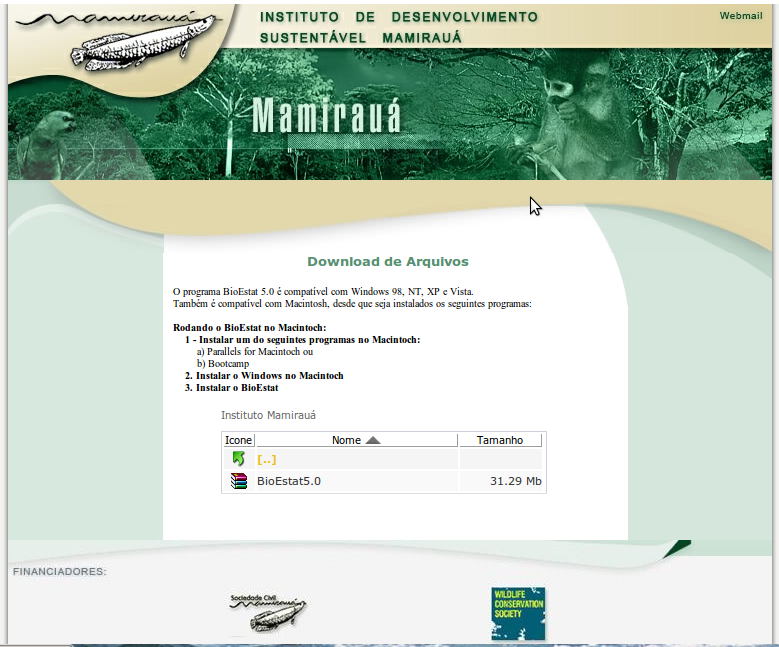 Mamirauá
INSTITUTO DE DESENVOLVIMENTO
SUSTENTÁVEL MAMIRAUÁ
Webmail
Mamirauá
Download de Arquivos
O programa BioEstat 5.0 é compatível com Windows 98, NT, XP e Vista.
Também é compatível com Macintosh, desde que seja instalados os seguintes programas:
Rodando o BioEstat no Macintoch:
1 - Instalar um do seguintes programas no Macintoch:
a) Parallels for Macintoch ou
b) Bootcamp
2. Instalar o Windows no Macintoch
3. Instalar o BioEstat
Instituto Mamirauá
Icone Nome Tamanho
[..]
BioEstat5.0 31.29 Mb
FINANCIADORES:
Sociedade Civil
Mamirauá
WILDLIFE
CONSERVATION
SOCIETY